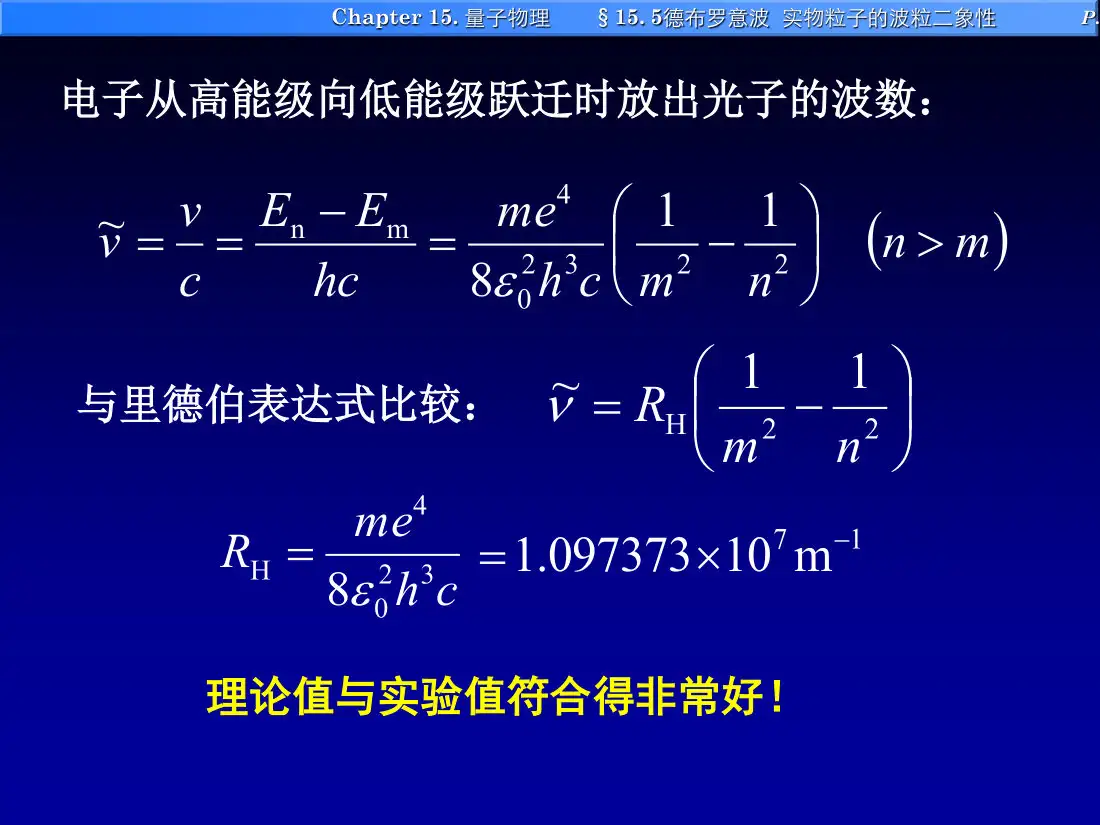 Chapter 15. 量子物理 §15. 5德布罗意波 实物粒子的波粒二象性 P.
电子从高能级向低能级跃迁时放出光子的波数：
ṽ = v/c = (Eₙ − Eₘ)/(hc) = me⁴/(8ε₀²h³c) (1/m² − 1/n²) (n > m)
与里德伯表达式比较： ν̃ = R_H (1/m² − 1/n²)
R_H = me⁴/(8ε₀²h³c) = 1.097373×10⁷ m⁻¹
理论值与实验值符合得非常好！